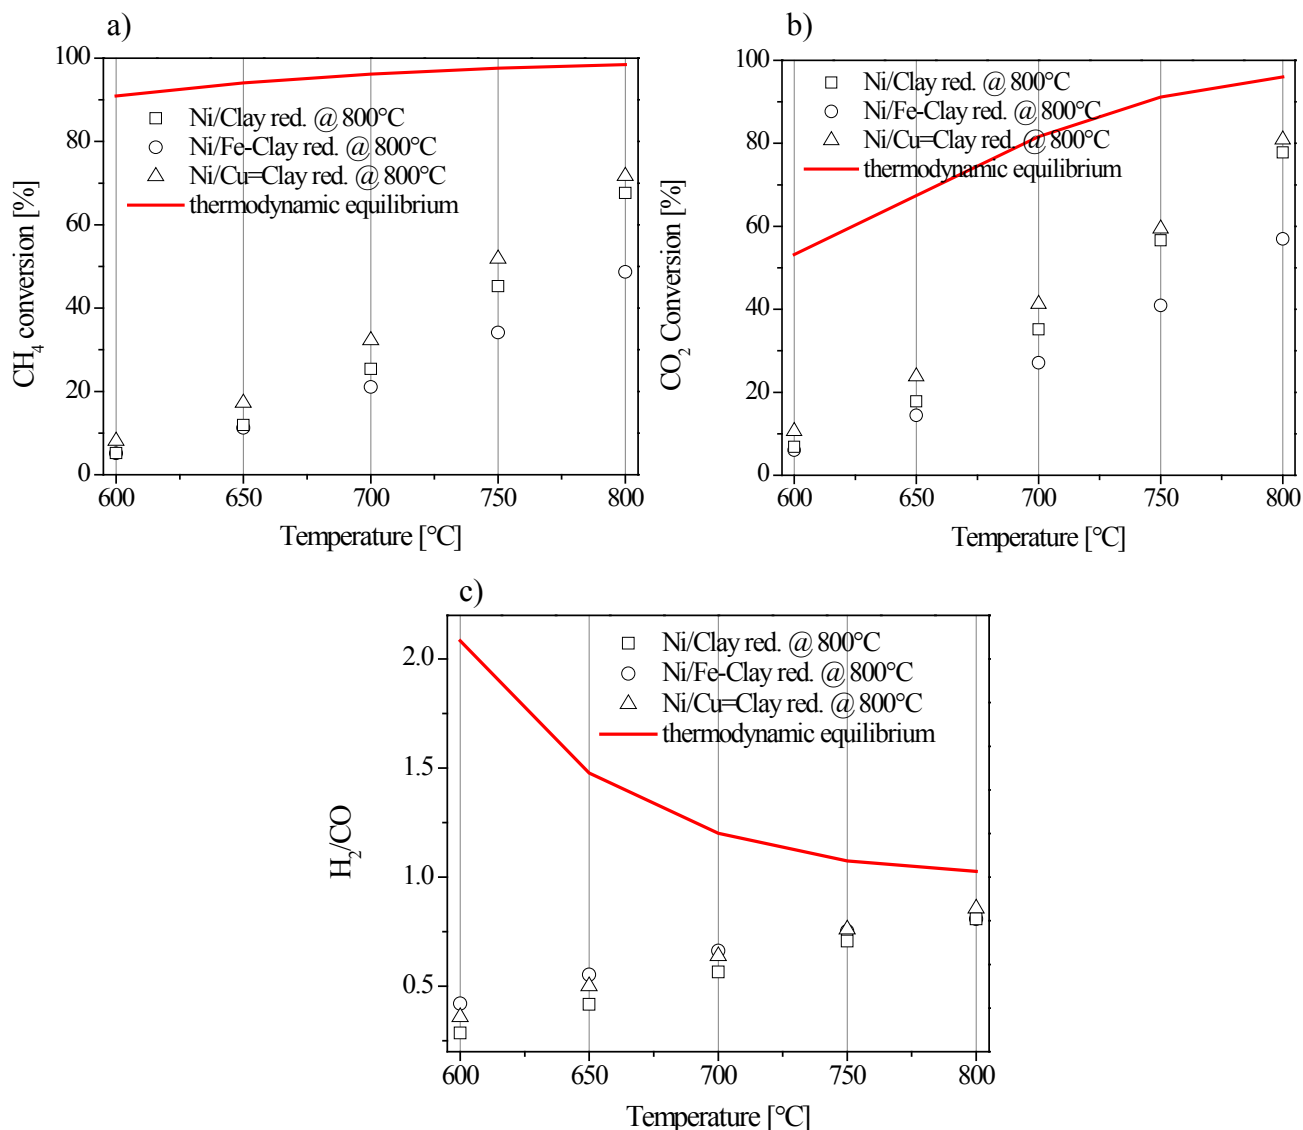 a)
100
80
60
40
20
0
CH4 conversion [%]
Ni/Clay red. @ 800°C
Ni/Fe-Clay red. @ 800°C
Ni/Cu=Clay red. @ 800°C
thermodynamic equilibrium
600 650 700 750 800
Temperature [°C]
b)
100
80
60
40
20
0
CO2 Conversion [%]
Ni/Clay red. @ 800°C
Ni/Fe-Clay red. @ 800°C
Ni/Cu=Clay red. @ 800°C
thermodynamic equilibrium
600 650 700 750 800
Temperature [°C]
c)
2.0
1.5
1.0
0.5
H2/CO
Ni/Clay red. @ 800°C
Ni/Fe-Clay red. @ 800°C
Ni/Cu=Clay red. @ 800°C
thermodynamic equilibrium
600 650 700 750 800
Temperature [°C]